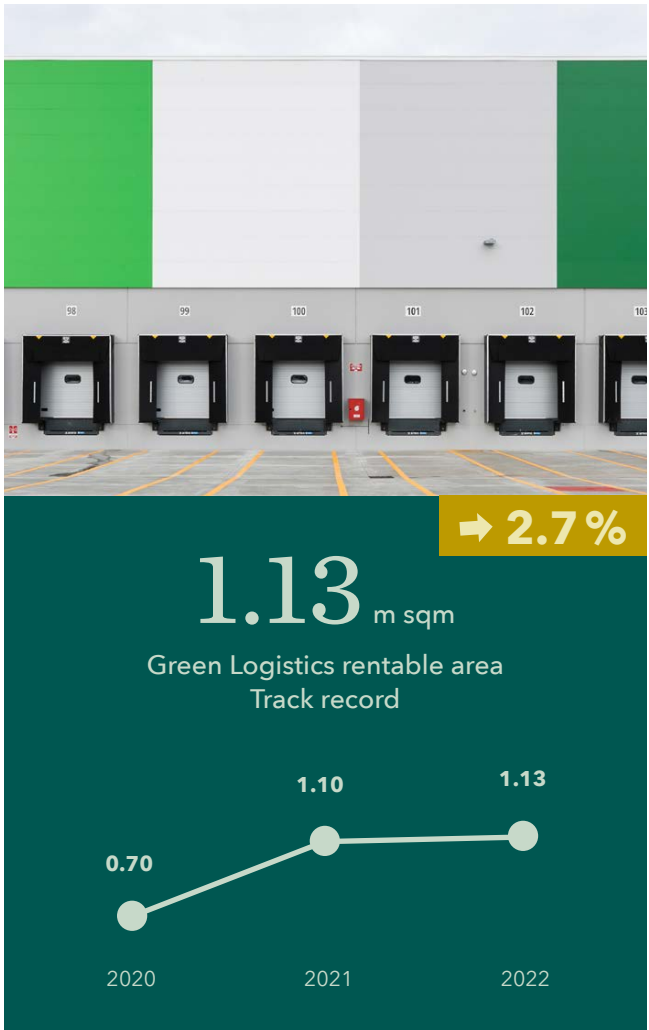 98 99 100 101 102 103
2.7 %
1.13 m sqm
Green Logistics rentable area
Track record
0.70 1.10 1.13
2020 2021 2022